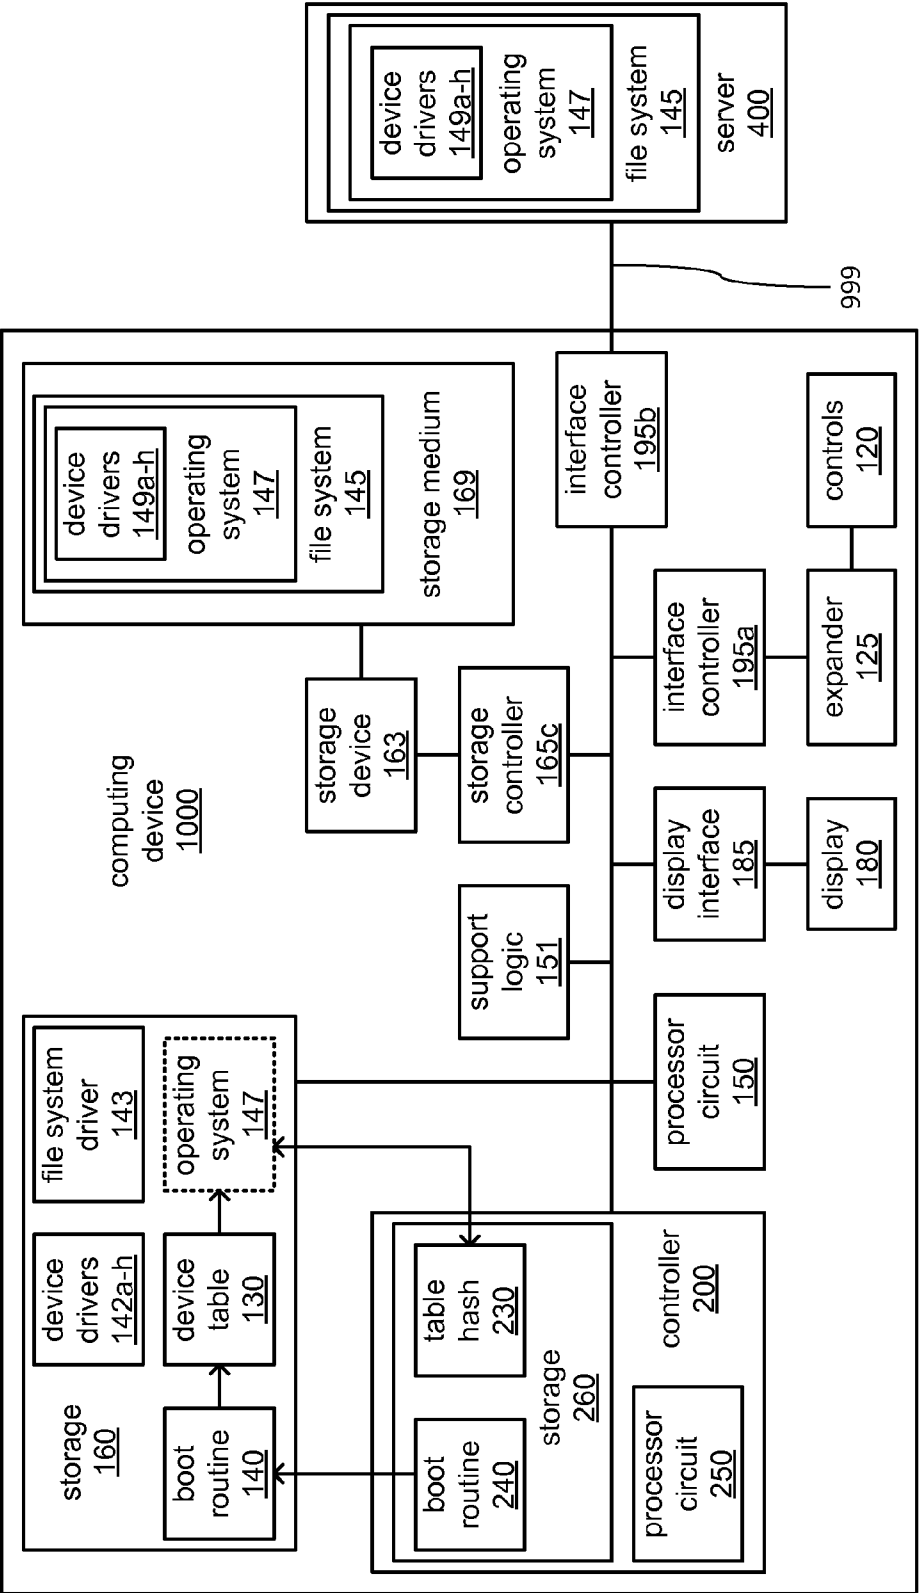 storage
160
device
drivers
142a-h
file system
driver
143
boot
routine
140
device
table
130
operating
system
147
boot
routine
240
table
hash
230
storage
260
processor
circuit
250
controller
200
computing
device
1000
support
logic
151
processor
circuit
150
storage
device
163
storage
controller
165c
display
interface
185
display
180
interface
controller
195a
expander
125
controls
120
interface
controller
195b
device
drivers
149a-h
operating
system
147
file system
145
storage medium
169
999
device
drivers
149a-h
operating
system
147
file system
145
server
400